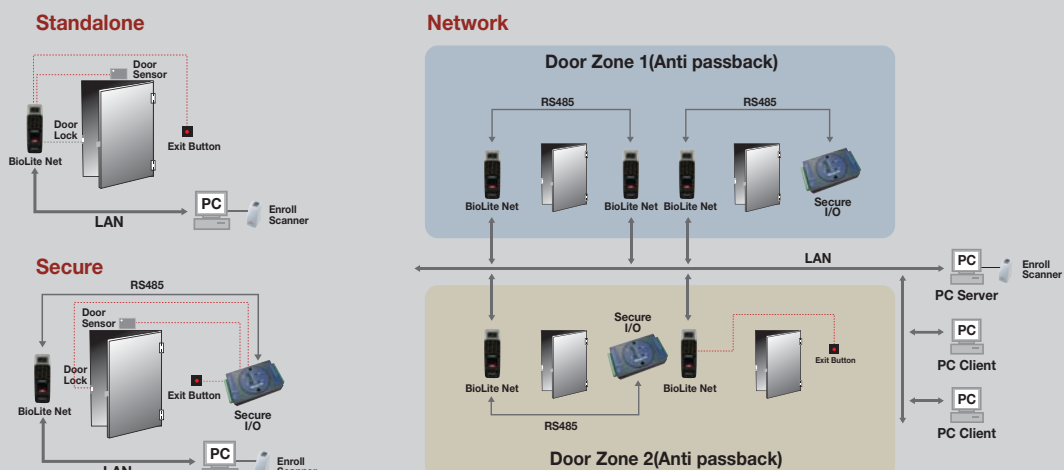 Standalone
Door
Sensor
Door
Lock
BioLite Net
Exit Button
LAN
PC
Enroll
Scanner
Secure
RS485
Door
Sensor
Door
Lock
BioLite Net
Exit Button
Secure
I/O
LAN
PC
Enroll
Scanner
Network
Door Zone 1(Anti passback)
RS485
RS485
BioLite Net
BioLite Net
BioLite Net
Secure
I/O
LAN
PC
Enroll
Scanner
PC Server
PC
PC Client
PC
PC Client
Secure
I/O
BioLite Net
BioLite Net
Exit Button
RS485
Door Zone 2(Anti passback)